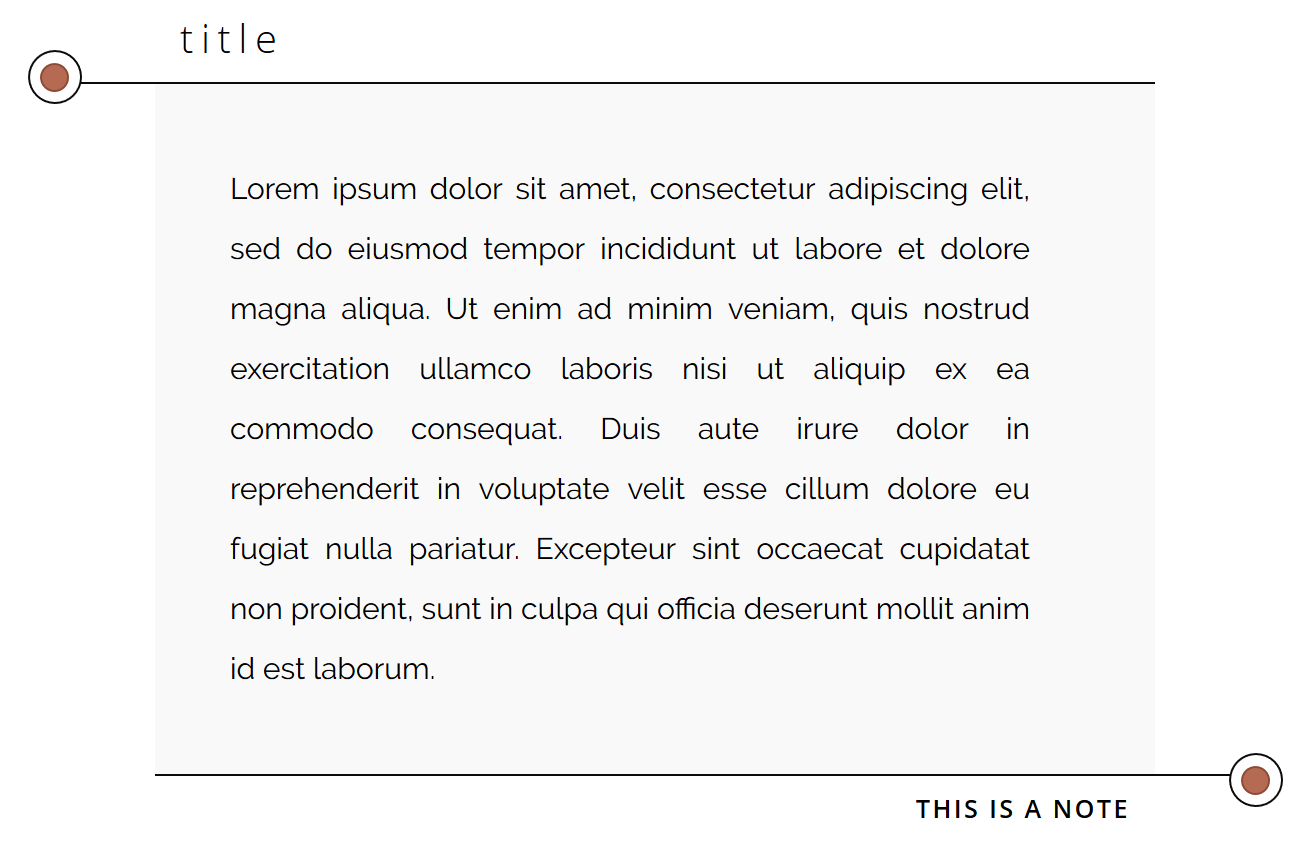 title
Lorem ipsum dolor sit amet, consectetur adipiscing elit,
sed do eiusmod tempor incididunt ut labore et dolore
magna aliqua. Ut enim ad minim veniam, quis nostrud
exercitation ullamco laboris nisi ut aliquip ex ea
commodo consequat. Duis aute irure dolor in
reprehenderit in voluptate velit esse cillum dolore eu
fugiat nulla pariatur. Excepteur sint occaecat cupidatat
non proident, sunt in culpa qui officia deserunt mollit anim
id est laborum.
THIS IS A NOTE